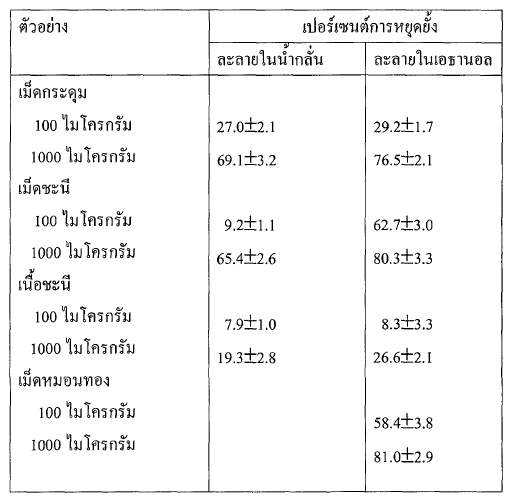 ตัวอย่าง เปอร์เซนต์การหยุดยั้ง
ละลายในน้ำกลั่น ละลายในเอธานอล
เม็ดกระดุม
100 ไมโครกรัม 27.0±2.1 29.2±1.7
1000 ไมโครกรัม 69.1±3.2 76.5±2.1
เม็ดชะนี
100 ไมโครกรัม 9.2±1.1 62.7±3.0
1000 ไมโครกรัม 65.4±2.6 80.3±3.3
เนื้อชะนี
100 ไมโครกรัม 7.9±1.0 8.3±3.3
1000 ไมโครกรัม 19.3±2.8 26.6±2.1
เม็ดหมอนทอง
100 ไมโครกรัม 58.4±3.8
1000 ไมโครกรัม 81.0±2.9